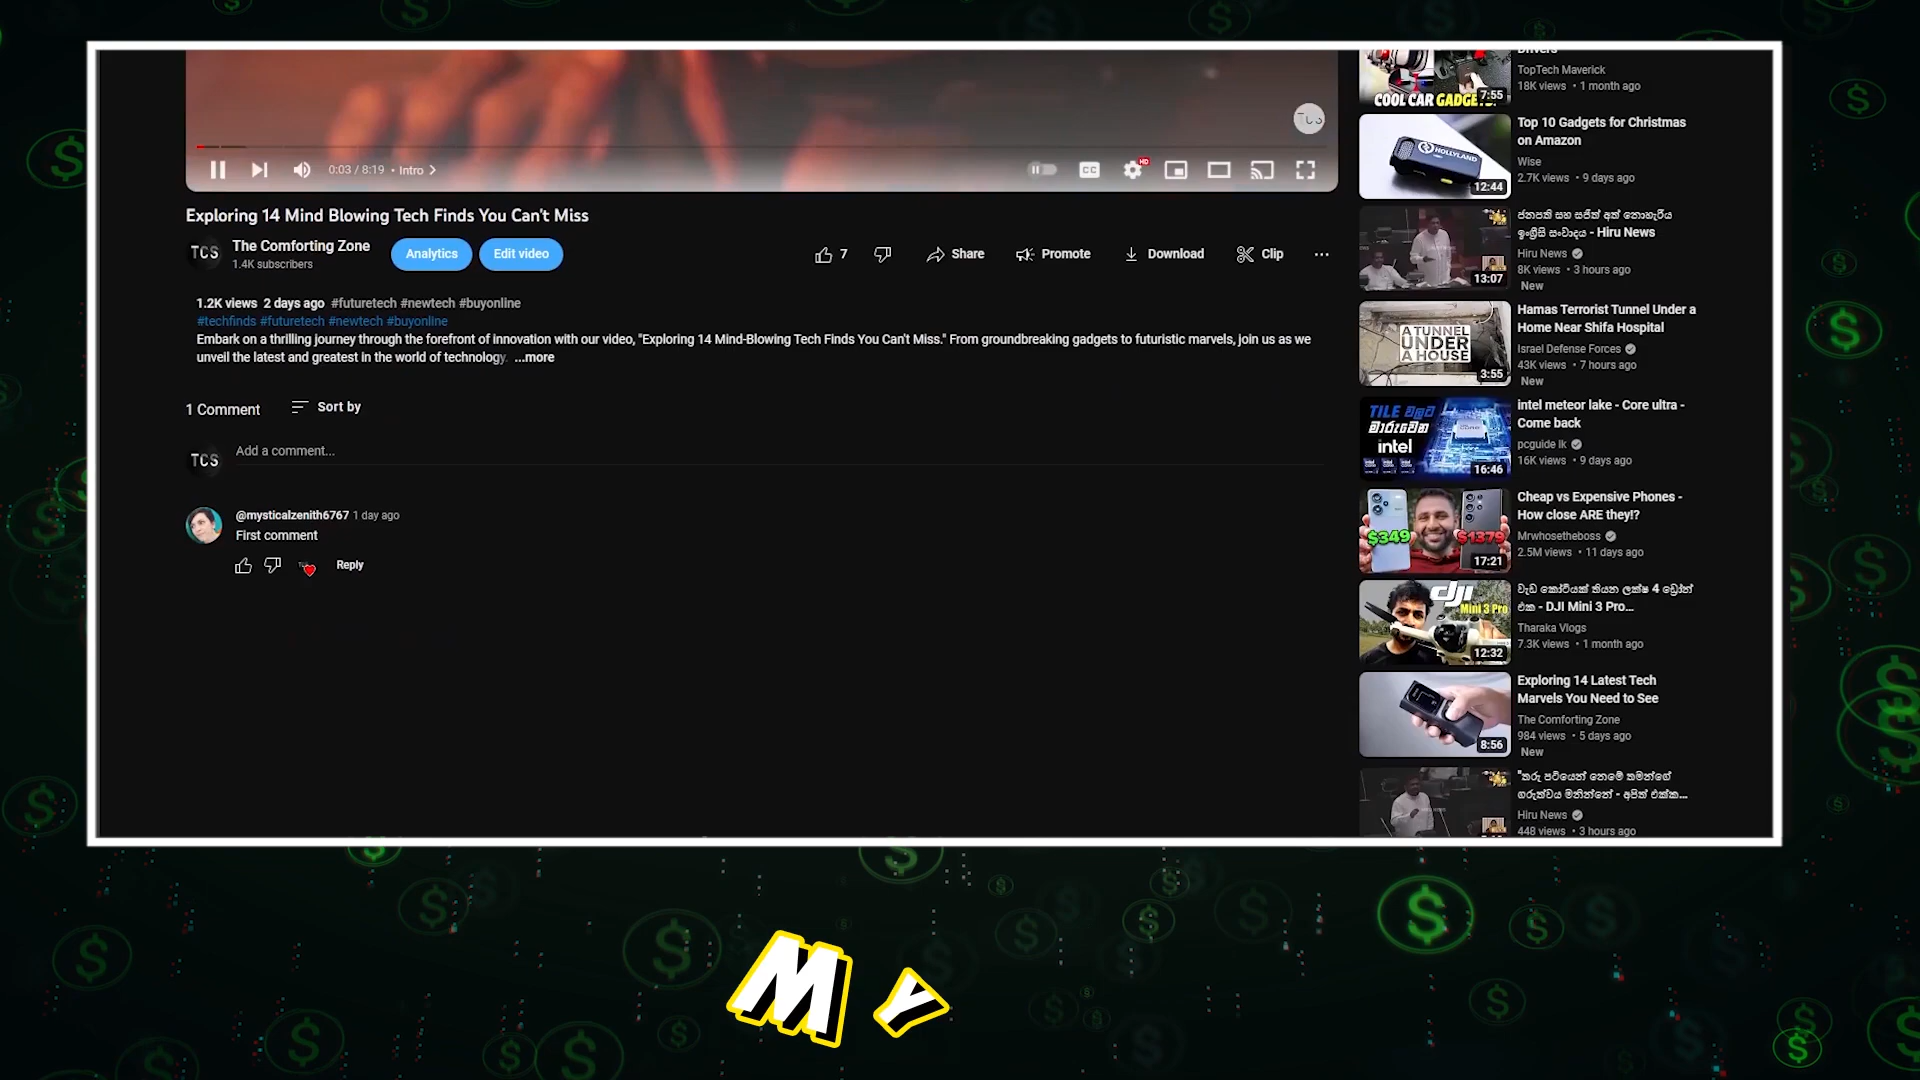 0:03 / 8:19 • Intro
CC
HD
TCS
Exploring 14 Mind Blowing Tech Finds You Can't Miss
TCS
The Comforting Zone
1.4K subscribers
Analytics
Edit video
7
Share
Promote
Download
Clip
1.2K views 2 days ago #futuretech #newtech #buyonline
#techfinds #futuretech #newtech #buyonline
Embark on a thrilling journey through the forefront of innovation with our video, "Exploring 14 Mind-Blowing Tech Finds You Can't Miss." From groundbreaking gadgets to futuristic marvels, join us as we
unveil the latest and greatest in the world of technology. ...more
1 Comment
Sort by
TCS
Add a comment...
@mysticalzenith6767 1 day ago
First comment
Reply
Drivers
TopTech Maverick
18K views • 1 month ago
COOL CAR GADGETS
7:55
Top 10 Gadgets for Christmas
on Amazon
Wise
2.7K views • 9 days ago
HOLLYLAND
12:44
ජනපති සහ සජිත් අත් නොහැරිය
ඉංග්‍රීසි සංවාදය - Hiru News
Hiru News
8K views • 3 hours ago
New
13:07
Hamas Terrorist Tunnel Under a
Home Near Shifa Hospital
Israel Defense Forces
43K views • 7 hours ago
New
A TUNNEL
UNDER
A HOUSE
3:55
intel meteor lake - Core ultra -
Come back
pcguide lk
16K views • 9 days ago
TILE වලට
මාරුවෙන
intel
16:46
Cheap vs Expensive Phones -
How close ARE they!?
Mrwhosetheboss
2.5M views • 11 days ago
$349
$1379
17:21
වැඩ කෝටියක් තියන ලක්ෂ 4 ඩ්‍රෝන්
එක - DJI Mini 3 Pro...
Tharaka Vlogs
7.3K views • 1 month ago
dji
Mini 3 Pro
12:32
Exploring 14 Latest Tech
Marvels You Need to See
The Comforting Zone
984 views • 5 days ago
New
8:56
"තරු පටියෙන් නෙමේ තමන්ගේ
ගරුත්වය මනින්නේ - අපිත් එක්ක...
Hiru News
448 views • 3 hours ago
MY